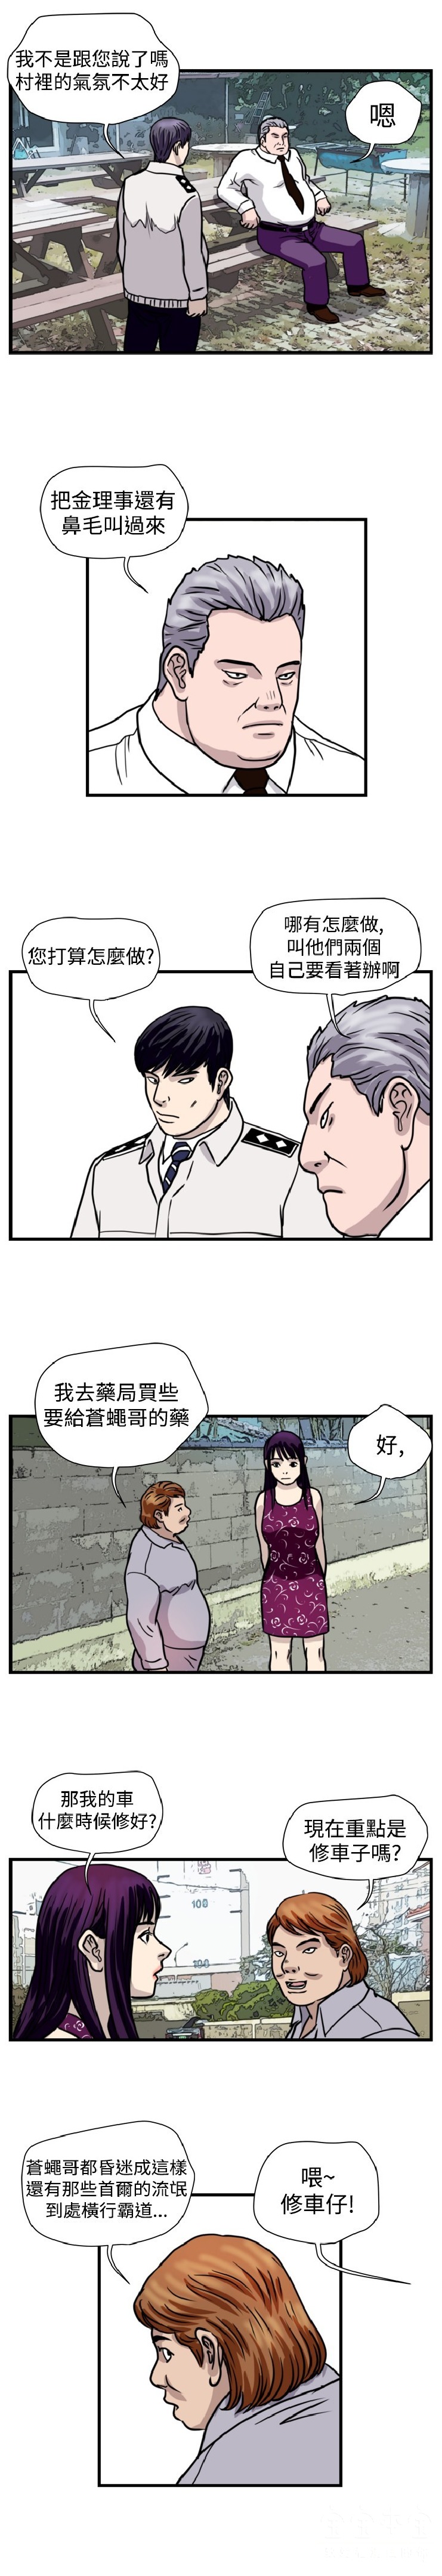 我不是跟您說了嗎
村裡的氣氛不太好
嗯
把金理事還有
鼻毛叫過來
您打算怎麼做?
哪有怎麼做,
叫他們兩個
自己要看著辦啊
我去藥局買些
要給蒼蠅哥的藥
好,
那我的車
什麼時候修好?
現在重點是
修車子嗎?
100
104
蒼蠅哥都昏迷成這樣
還有那些首爾的流氓
到處橫行霸道...
喂~
修車仔!